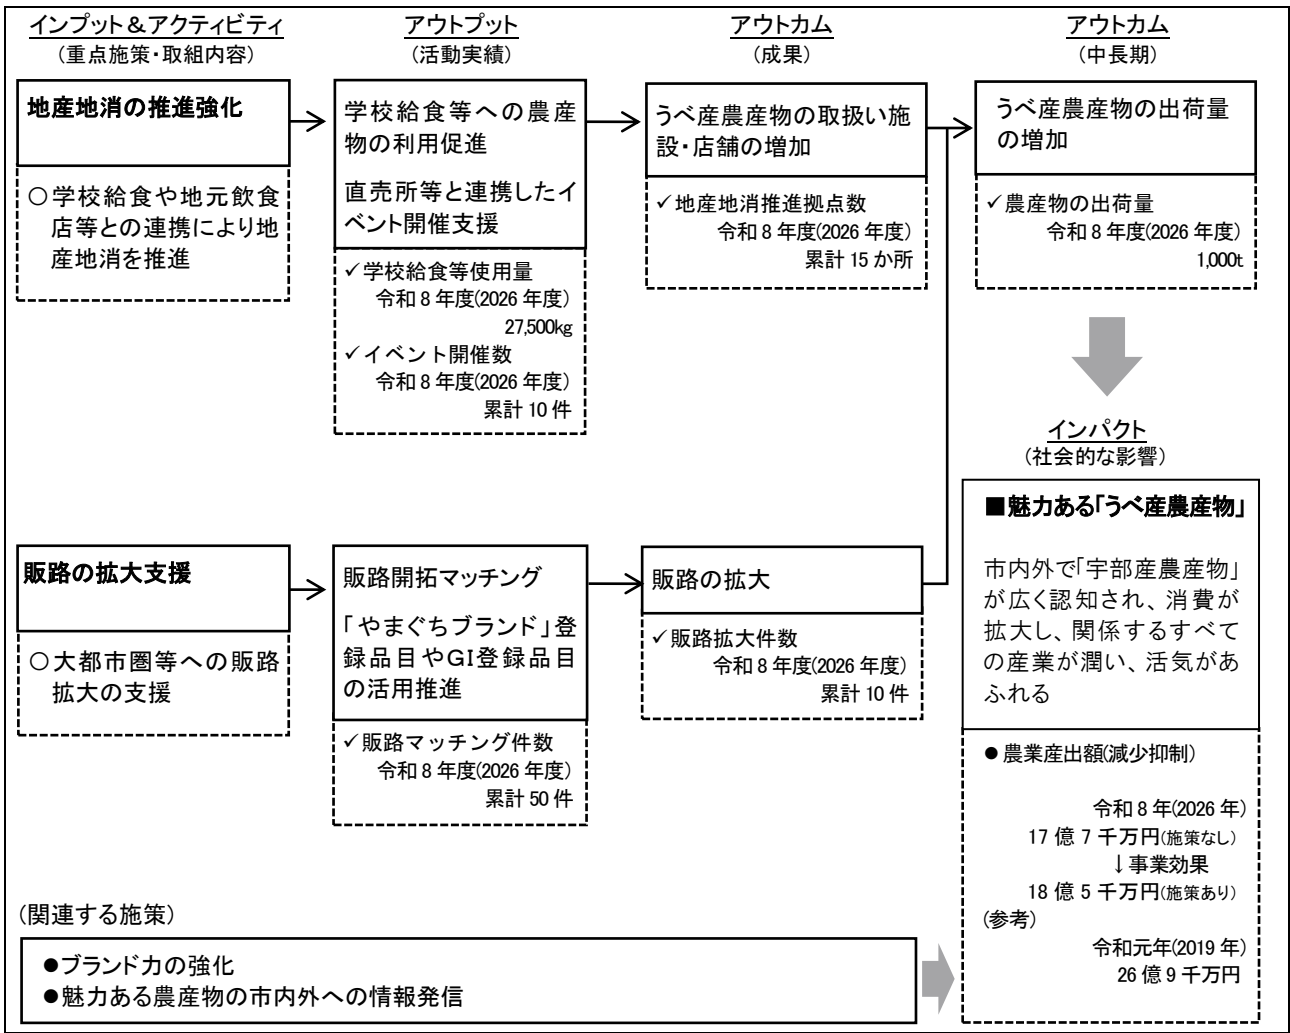 インプット＆アクティビティ
(重点施策・取組内容)
アウトプット
(活動実績)
アウトカム
(成果)
アウトカム
(中長期)
地産地消の推進強化
○学校給食や地元飲食
店等との連携により地
産地消を推進
学校給食等への農産
物の利用促進
直売所等と連携したイ
ベント開催支援
✓学校給食等使用量
令和８年度(2026年度)
27,500kg
✓イベント開催数
令和８年度(2026年度)
累計10件
うべ産農産物の取扱い施
設・店舗の増加
✓地産地消推進拠点数
令和８年度(2026年度)
累計15か所
うべ産農産物の出荷量
の増加
✓農産物の出荷量
令和８年度(2026年度)
1,000t
販路の拡大支援
○大都市圏等への販路
拡大の支援
販路開拓マッチング
「やまぐちブランド」登
録品目やＧＩ登録品目
の活用推進
✓販路マッチング件数
令和８年度(2026年度)
累計50件
販路の拡大
✓販路拡大件数
令和８年度(2026年度)
累計10件
インパクト
(社会的な影響)
■魅力ある「うべ産農産物」
市内外で「宇部産農産物」
が広く認知され、消費が
拡大し、関係するすべて
の産業が潤い、活気があ
ふれる
●農業産出額(減少抑制)
令和８年(2026年)
17億７千万円(施策なし)
↓事業効果
18億５千万円(施策あり)
(参考)
令和元年(2019年)
26億９千万円
(関連する施策)
●ブランド力の強化
●魅力ある農産物の市内外への情報発信